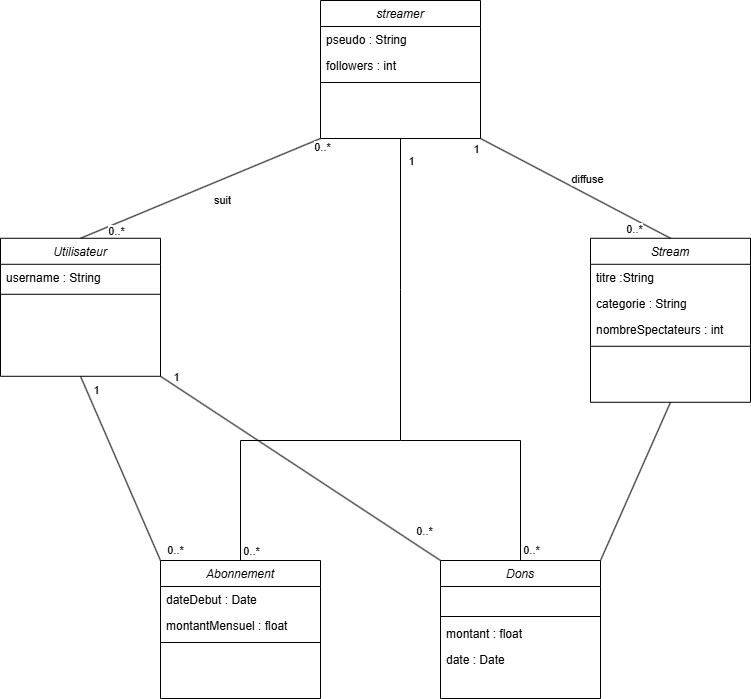 streamer
pseudo : String
followers : int
0..*
1
1
diffuse
suit
0..*
0..*
Utilisateur
username : String
Stream
titre :String
categorie : String
nombreSpectateurs : int
1
1
0..*
0..*
0..*
0..*
Abonnement
dateDebut : Date
montantMensuel : float
Dons
montant : float
date : Date